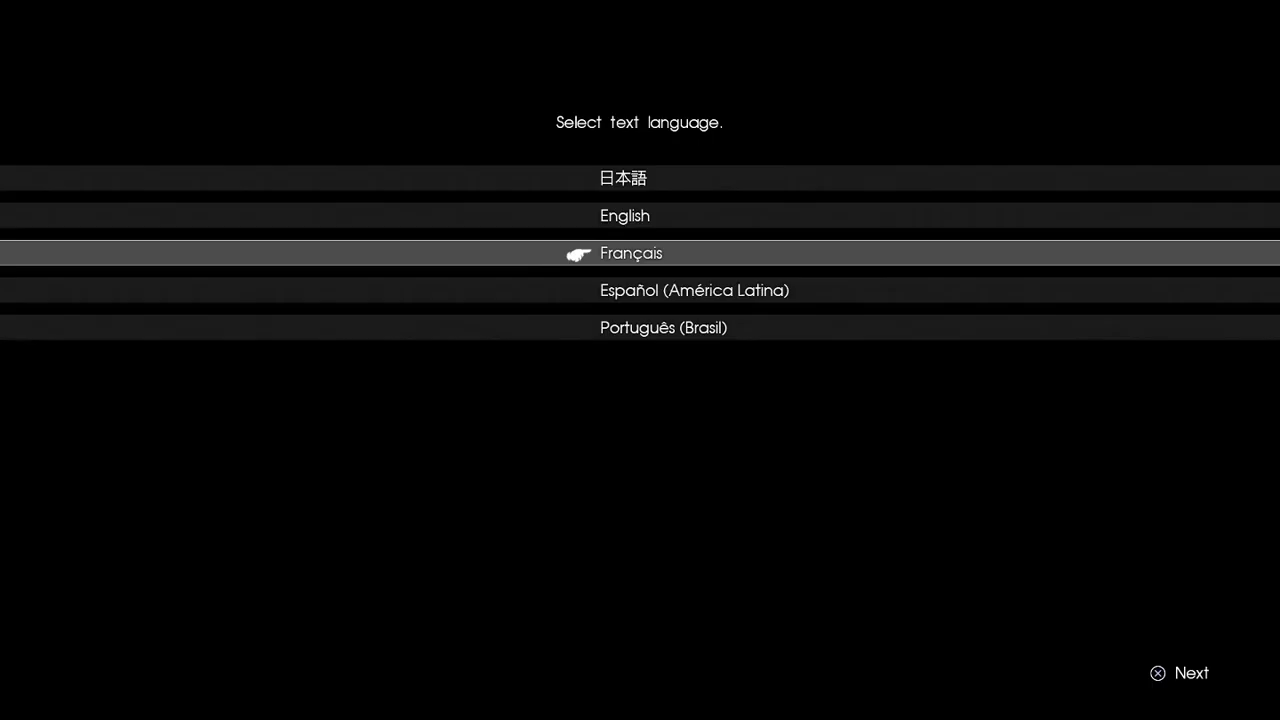 Select text language.
日本語
English
Français
Español (América Latina)
Português (Brasil)
Next